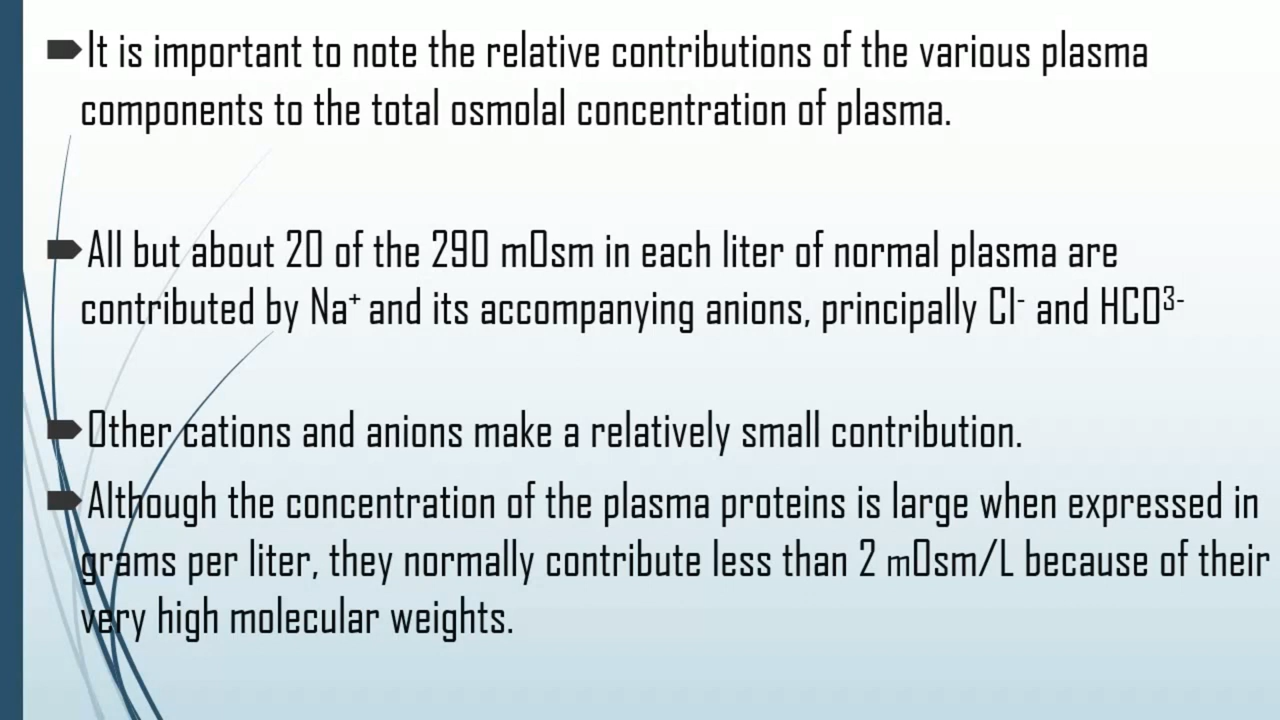 It is important to note the relative contributions of the various plasma
components to the total osmolal concentration of plasma.
All but about 20 of the 290 mOsm in each liter of normal plasma are
contributed by Na⁺ and its accompanying anions, principally Cl⁻ and HCO³⁻
Other cations and anions make a relatively small contribution.
Although the concentration of the plasma proteins is large when expressed in
grams per liter, they normally contribute less than 2 mOsm/L because of their
very high molecular weights.